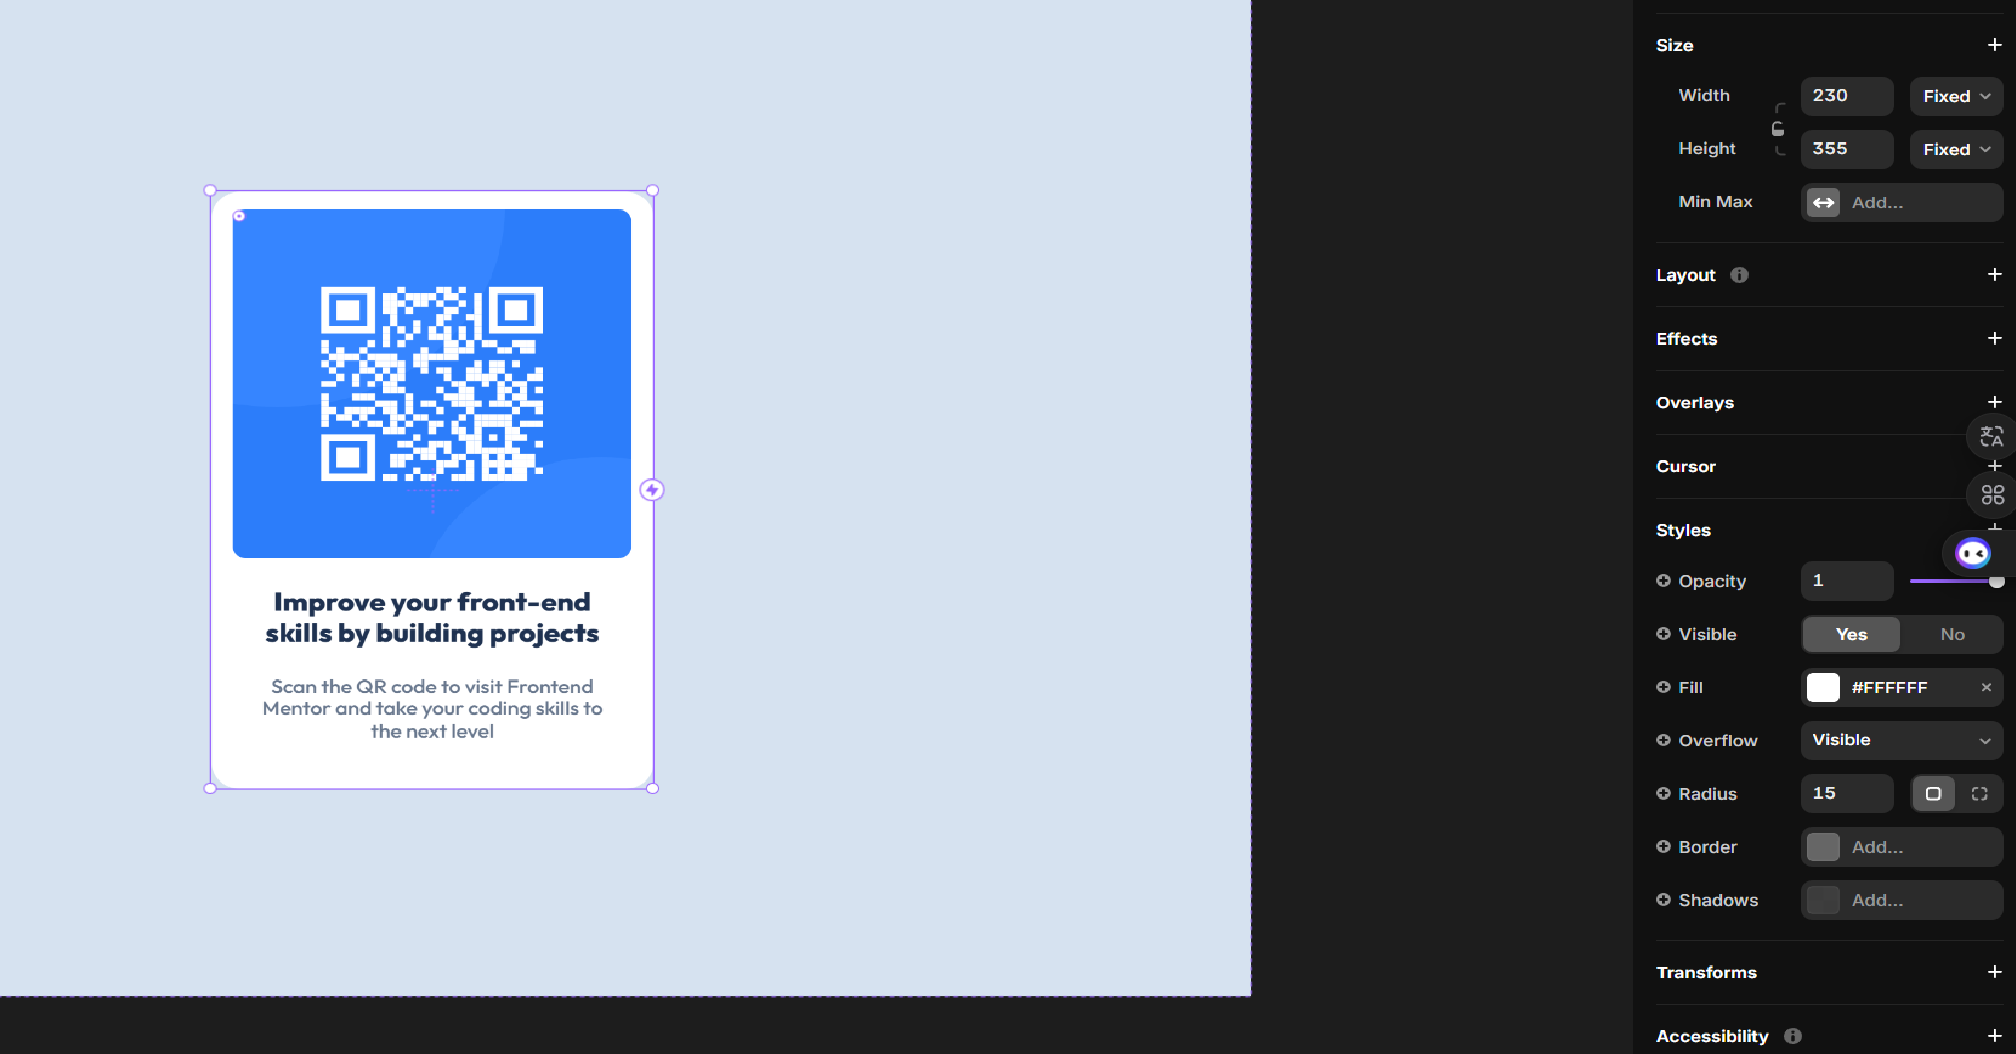 Improve your front-end
skills by building projects
Scan the QR code to visit Frontend
Mentor and take your coding skills to
the next level
Size
Width 230 Fixed
Height 355 Fixed
Min Max Add...
Layout
Effects
Overlays
Cursor
Styles
Opacity 1
Visible Yes No
Fill #FFFFFF
Overflow Visible
Radius 15
Border Add...
Shadows Add...
Transforms
Accessibility